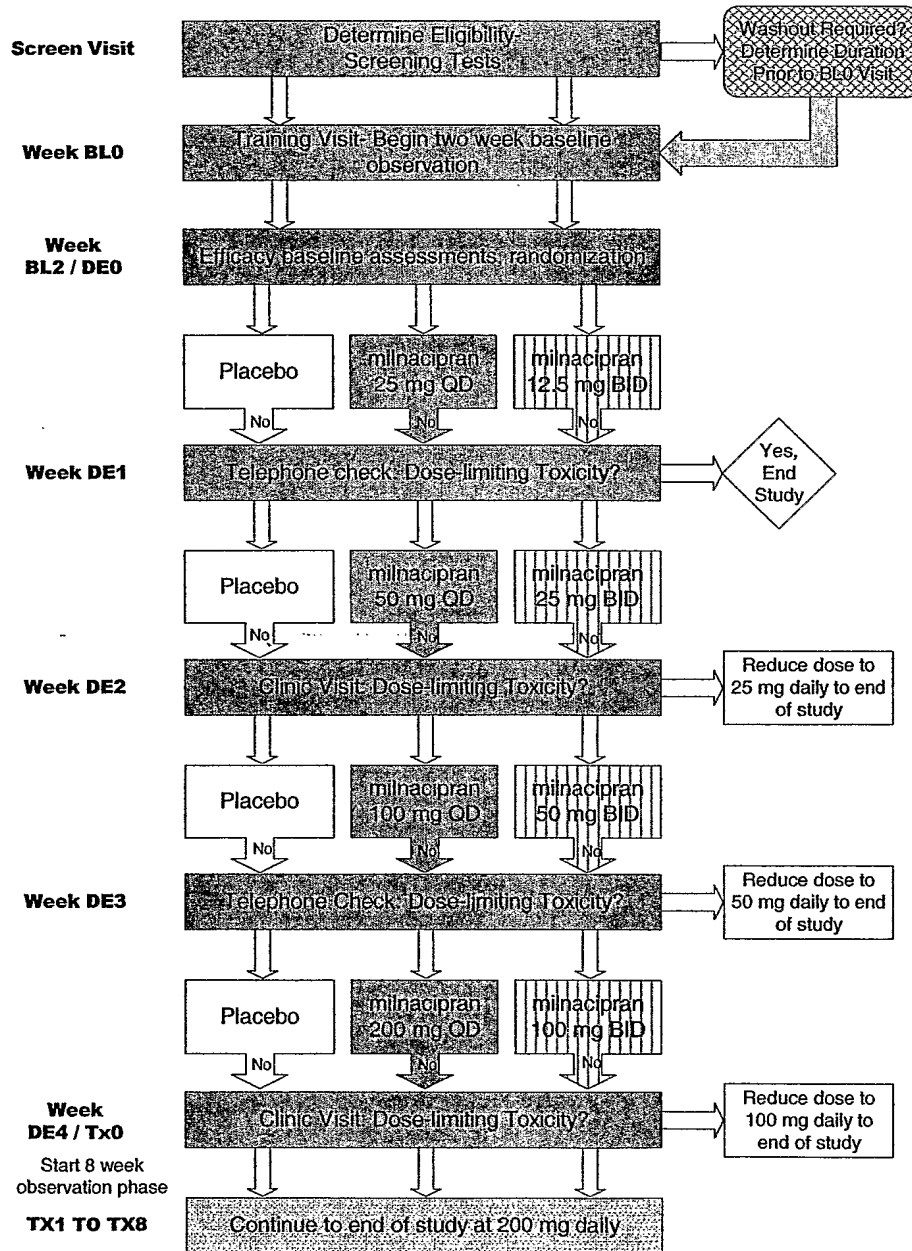 Screen Visit
Determine Eligibility-
Screening Tests
Washout Required?
Determine Duration
Prior to BL0 Visit
Week BL0
Training Visit- Begin two week baseline
observation
Week
BL2 / DE0
Efficacy baseline assessments, randomization
Placebo
milnacipran
25 mg QD
milnacipran
12.5 mg BID
No
No
No
Week DE1
Telephone check: Dose-limiting Toxicity?
Yes,
End
Study
Placebo
milnacipran
50 mg QD
milnacipran
25 mg BID
No
No
No
Week DE2
Clinic Visit: Dose-limiting Toxicity?
Reduce dose to
25 mg daily to end
of study
Placebo
milnacipran
100 mg QD
milnacipran
50 mg BID
No
No
No
Week DE3
Telephone Check: Dose-limiting Toxicity?
Reduce dose to
50 mg daily to end
of study
Placebo
milnacipran
200 mg QD
milnacipran
100 mg BID
No
No
No
Week
DE4 / Tx0
Clinic Visit: Dose-limiting Toxicity?
Reduce dose to
100 mg daily to
end of study
Start 8 week
observation phase
TX1 TO TX8
Continue to end of study at 200 mg daily